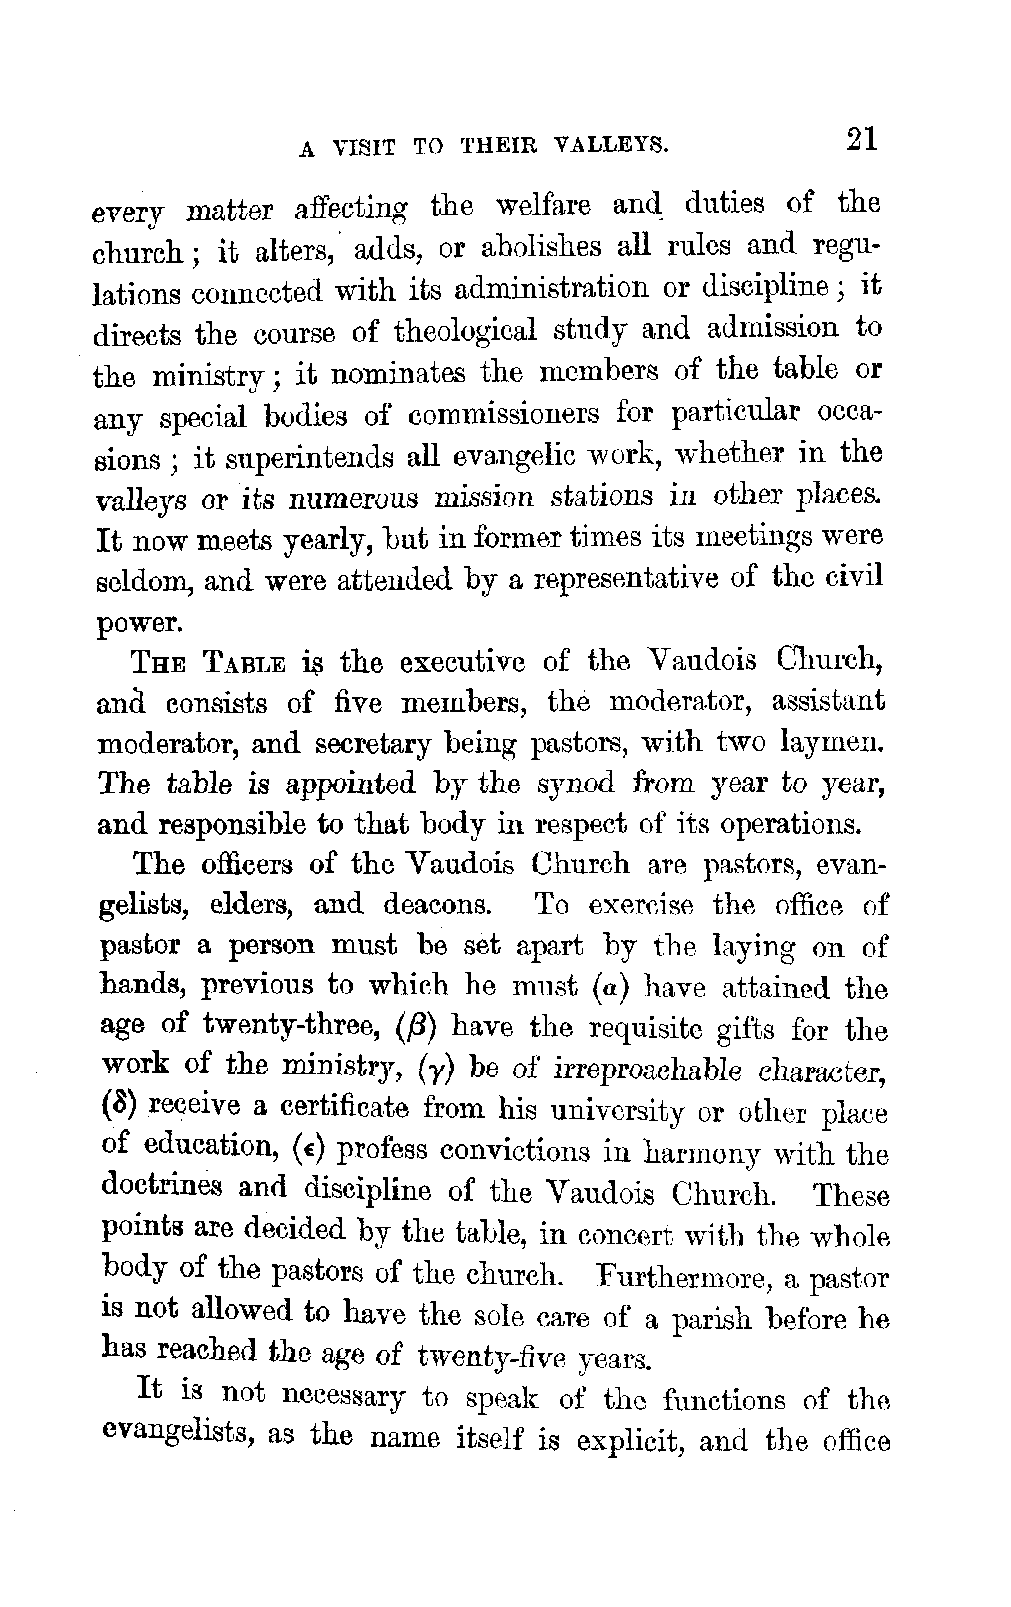 A VISIT TO THEIR VALLEYS. 21
every matter affecting the welfare and duties of the
church; it alters, adds, or abolishes all rules and regu-
lations connected with its administration or discipline; it
directs the course of theological study and admission to
the ministry; it nominates the members of the table or
any special bodies of commissioners for particular occa-
sions; it superintends all evangelic work, whether in the
valleys or its numerous mission stations in other places.
It now meets yearly, but in former times its meetings were
seldom, and were attended by a representative of the civil
power.
THE TABLE is the executive of the Vaudois Church,
and consists of five members, the moderator, assistant
moderator, and secretary being pastors, with two laymen.
The table is appointed by the synod from year to year,
and responsible to that body in respect of its operations.
The officers of the Vaudois Church are pastors, evan-
gelists, elders, and deacons. To exercise the office of
pastor a person must be set apart by the laying on of
hands, previous to which he must (α) have attained the
age of twenty-three, (β) have the requisite gifts for the
work of the ministry, (γ) be of irreproachable character,
(δ) receive a certificate from his university or other place
of education, (ϵ) profess convictions in harmony with the
doctrines and discipline of the Vaudois Church. These
points are decided by the table, in concert with the whole
body of the pastors of the church. Furthermore, a pastor
is not allowed to have the sole care of a parish before he
has reached the age of twenty-five years.
It is not necessary to speak of the functions of the
evangelists, as the name itself is explicit, and the office